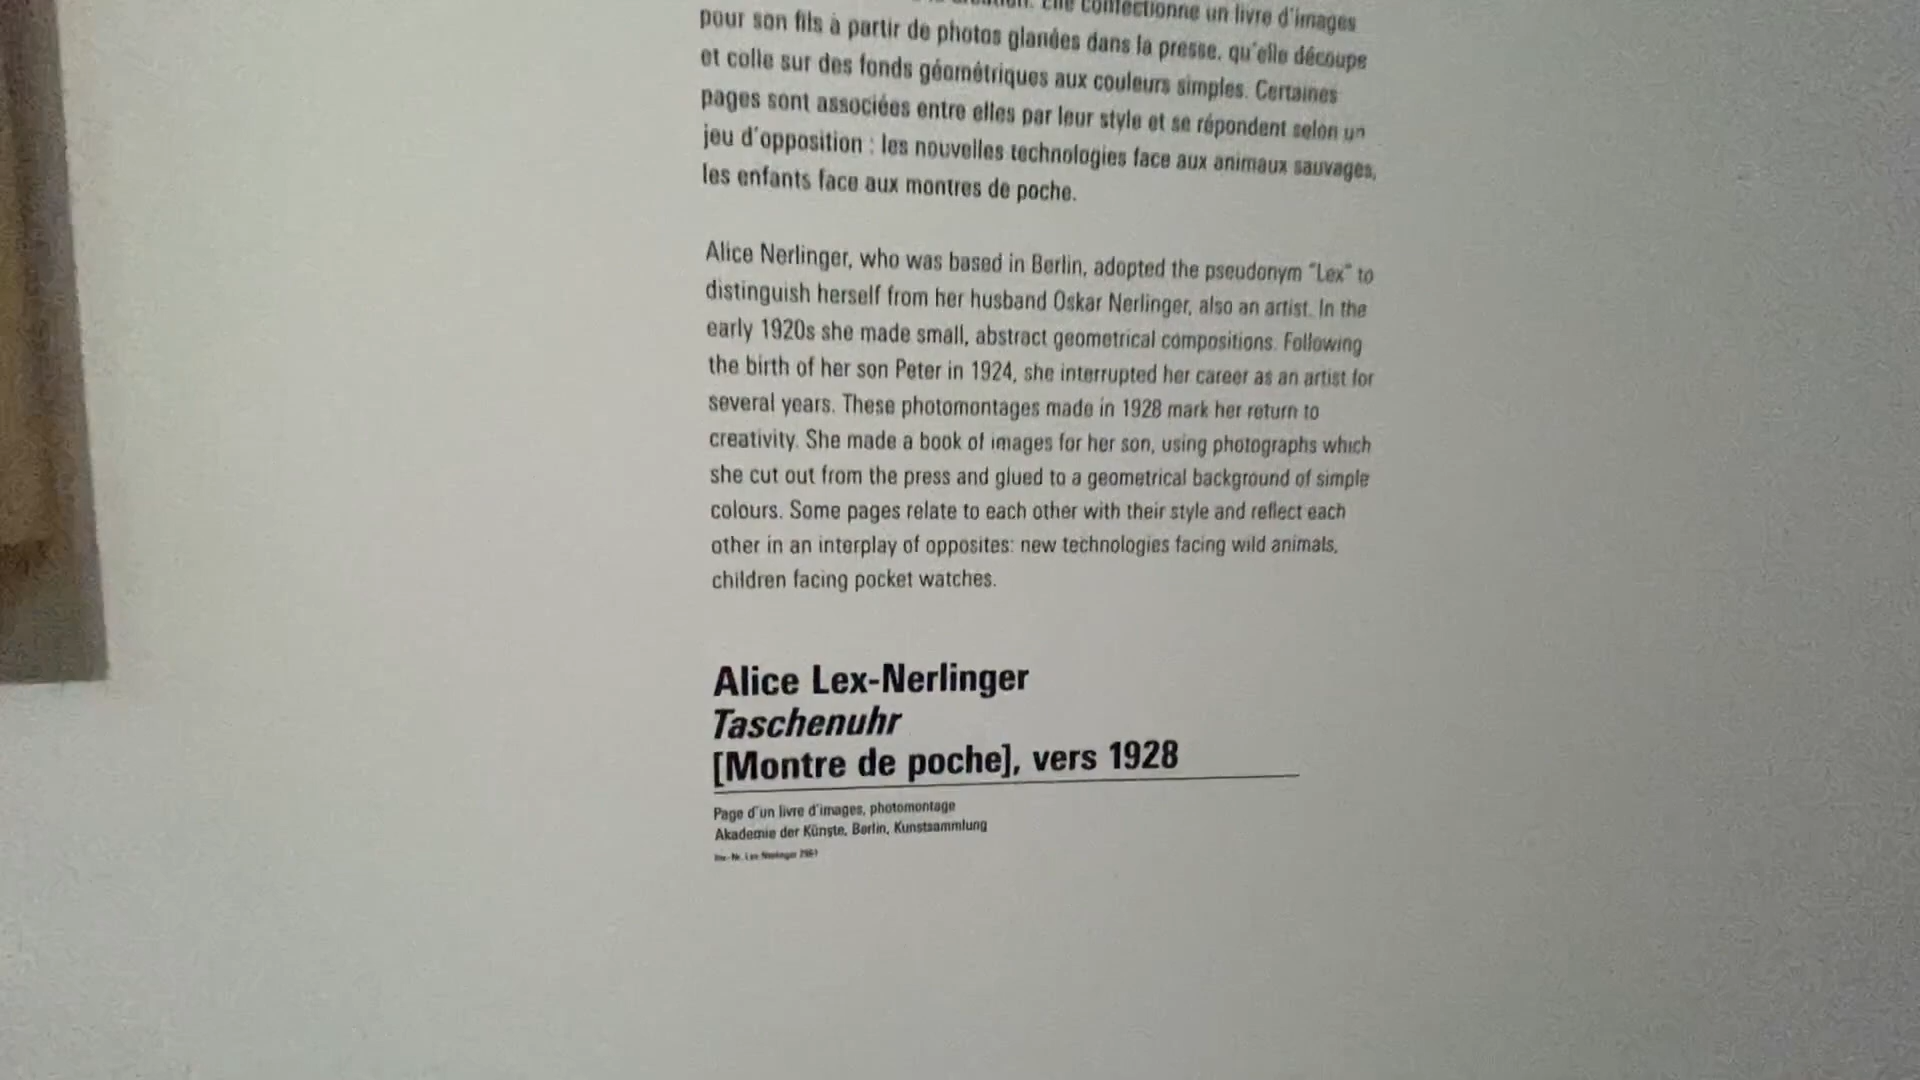 Elle confectionne un livre d'images
pour son fils à partir de photos glanées dans la presse, qu'elle découpe
et colle sur des fonds géométriques aux couleurs simples. Certaines
pages sont associées entre elles par leur style et se répondent selon un
jeu d'opposition : les nouvelles technologies face aux animaux sauvages,
les enfants face aux montres de poche.
Alice Nerlinger, who was based in Berlin, adopted the pseudonym "Lex" to
distinguish herself from her husband Oskar Nerlinger, also an artist. In the
early 1920s she made small, abstract geometrical compositions. Following
the birth of her son Peter in 1924, she interrupted her career as an artist for
several years. These photomontages made in 1928 mark her return to
creativity. She made a book of images for her son, using photographs which
she cut out from the press and glued to a geometrical background of simple
colours. Some pages relate to each other with their style and reflect each
other in an interplay of opposites: new technologies facing wild animals,
children facing pocket watches.
Alice Lex-Nerlinger
Taschenuhr
[Montre de poche], vers 1928
Page d'un livre d'images, photomontage
Akademie der Künste, Berlin, Kunstsammlung